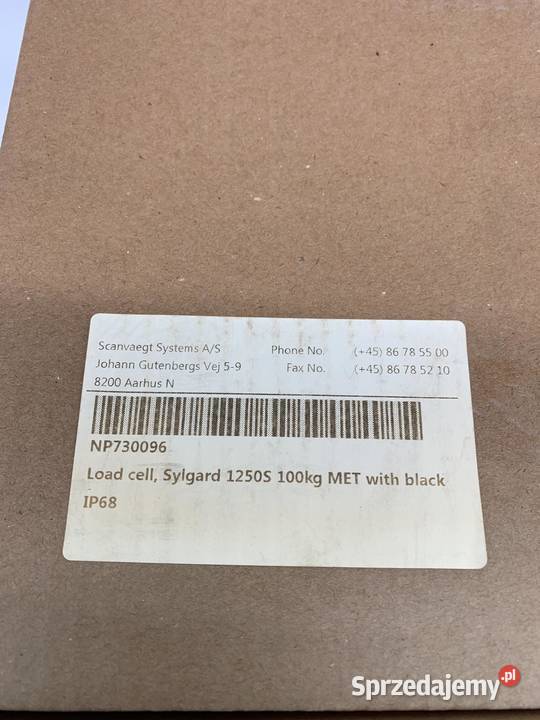 Scanvaegt Systems A/S Phone No. (+45) 86 78 55 00
Johann Gutenbergs Vej 5-9 Fax No. (+45) 86 78 52 10
8200 Aarhus N
NP730096
Load cell, Sylgard 1250S 100kg MET with black
IP68
Sprzedajemy.pl